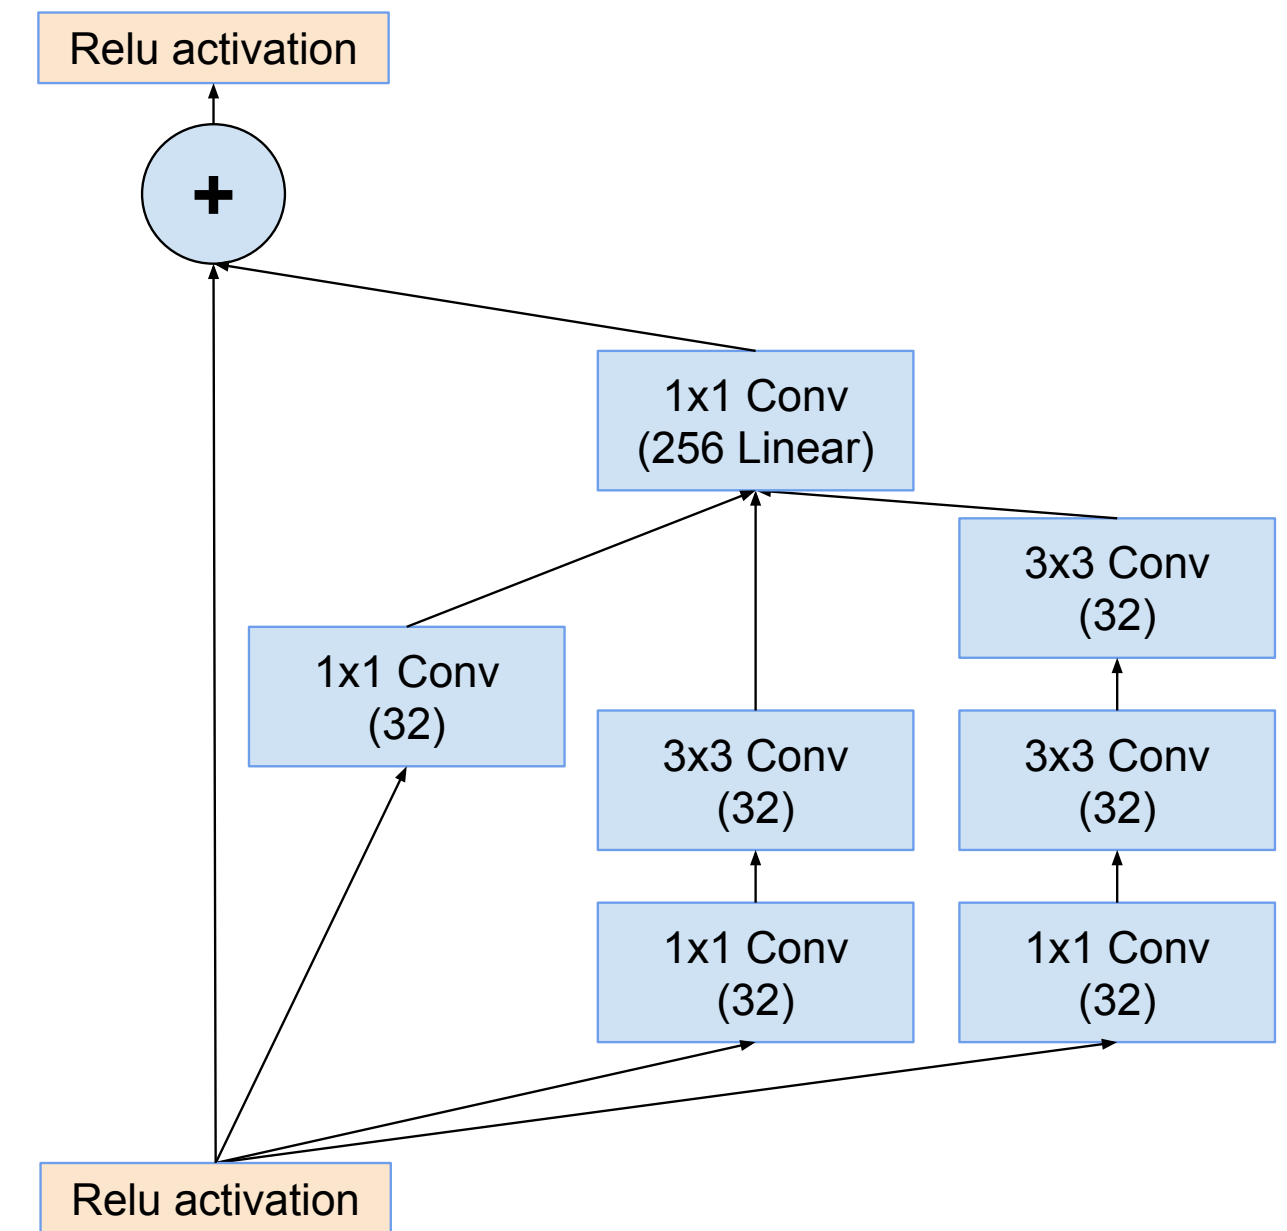 Relu activation
+
1x1 Conv
(256 Linear)
3x3 Conv
(32)
1x1 Conv
(32)
3x3 Conv
(32)
3x3 Conv
(32)
1x1 Conv
(32)
1x1 Conv
(32)
Relu activation